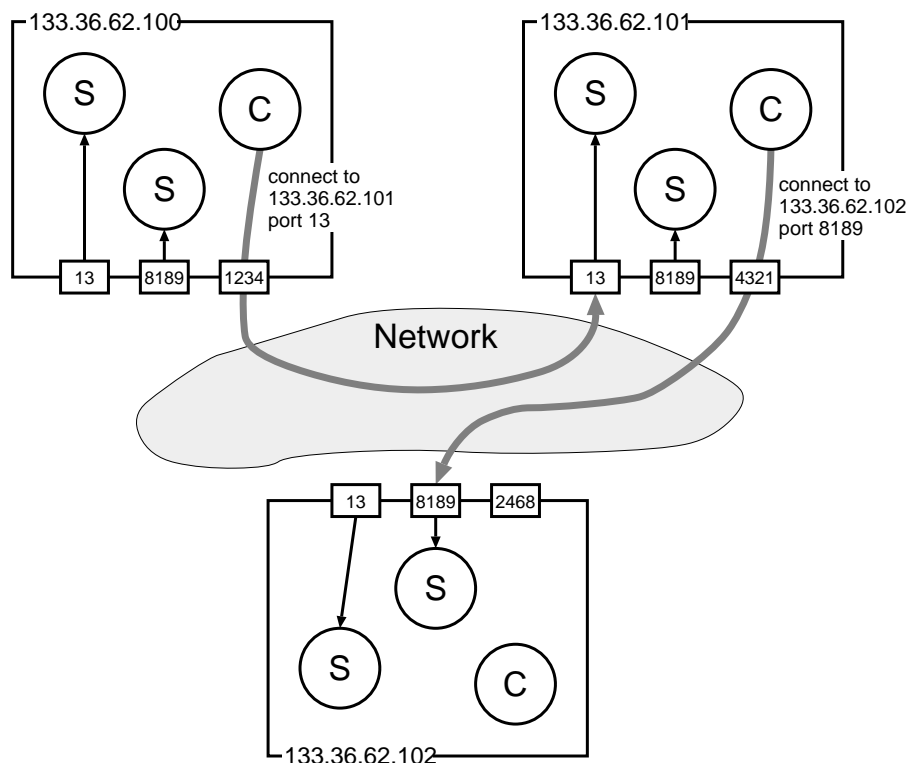 133.36.62.100
133.36.62.101
S
C
S
C
S
S
connect to
133.36.62.101
port 13
connect to
133.36.62.102
port 8189
13
8189
1234
13
8189
4321
Network
13
8189
2468
S
S
C
133.36.62.102